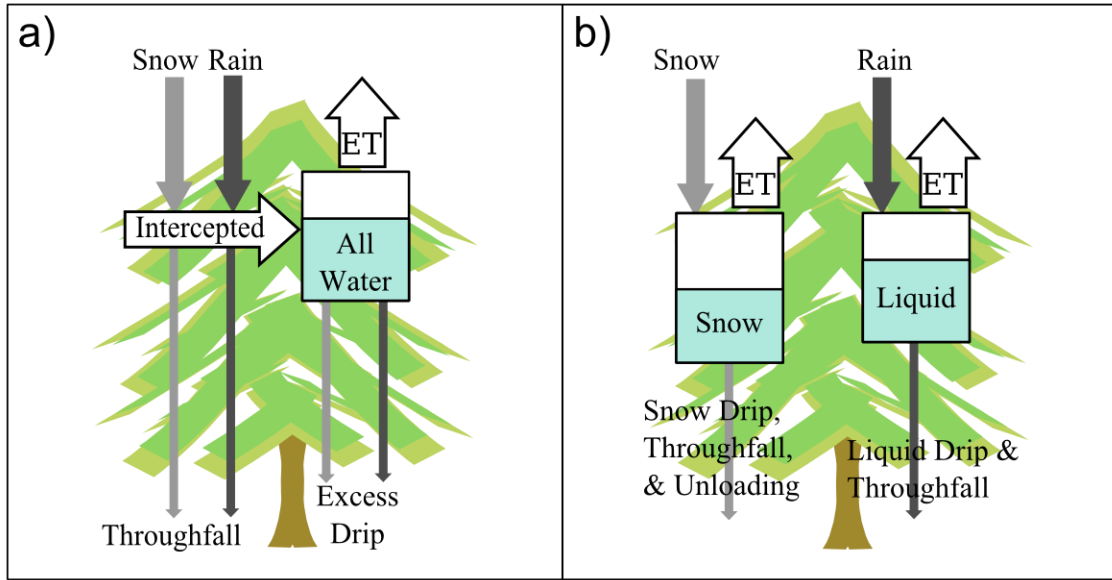 a)
Snow Rain
ET
Intercepted
All
Water
Throughfall
Excess
Drip
b)
Snow
Rain
ET
ET
Snow
Liquid
Snow Drip,
Throughfall,
& Unloading
Liquid Drip &
Throughfall